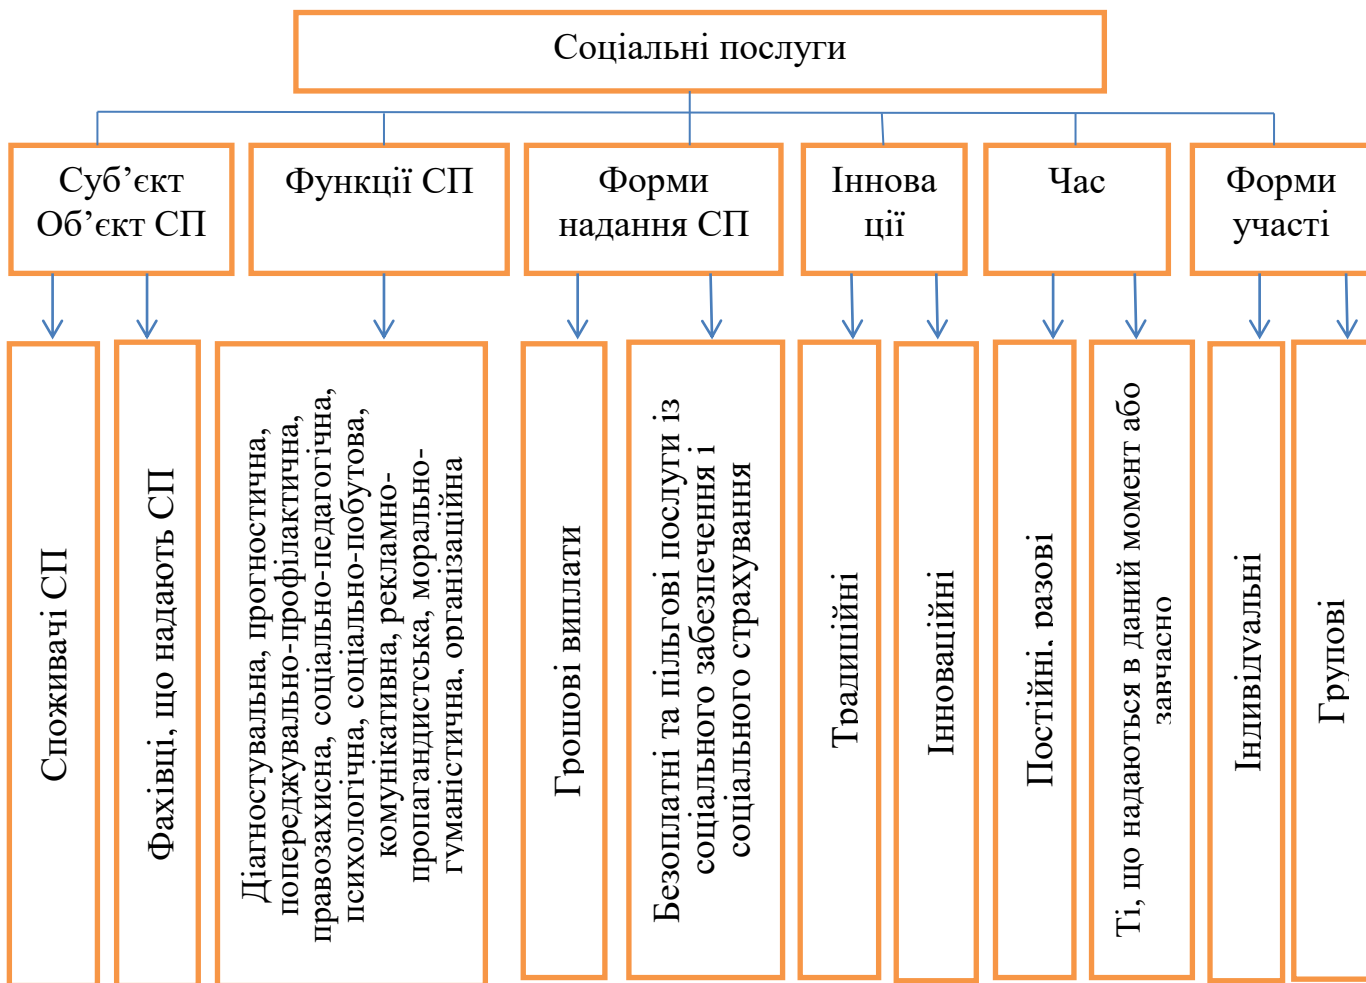 Соціальні послуги
Суб’єкт
Об’єкт СП
Функції СП
Форми
надання СП
Іннова
ції
Час
Форми
участі
Споживачі СП
Фахівці, що надають СП
Діагностувальна, прогностична,
попереджувально-профілактична,
правозахисна, соціально-педагогічна,
психологічна, соціально-побутова,
комунікативна, рекламно-
пропагандистська, морально-
гуманістична, організаційна
Грошові виплати
Безоплатні та пільгові послуги із
соціального забезпечення і
соціального страхування
Традиційні
Інноваційні
Постійні, разові
Ті, що надаються в даний момент або
завчасно
Індивідуальні
Групові